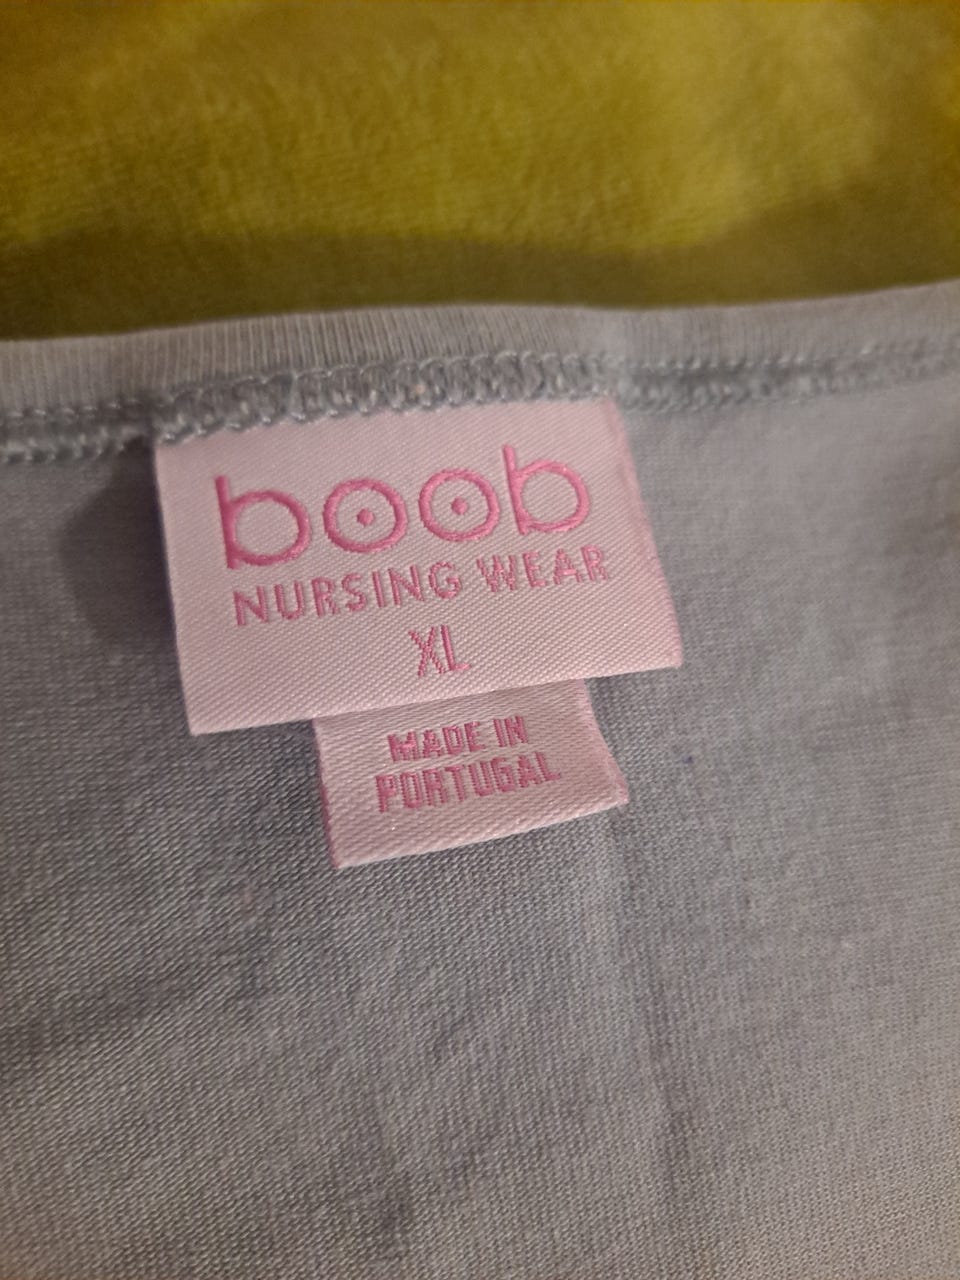 boob
NURSING WEAR
XL
MADE IN
PORTUGAL